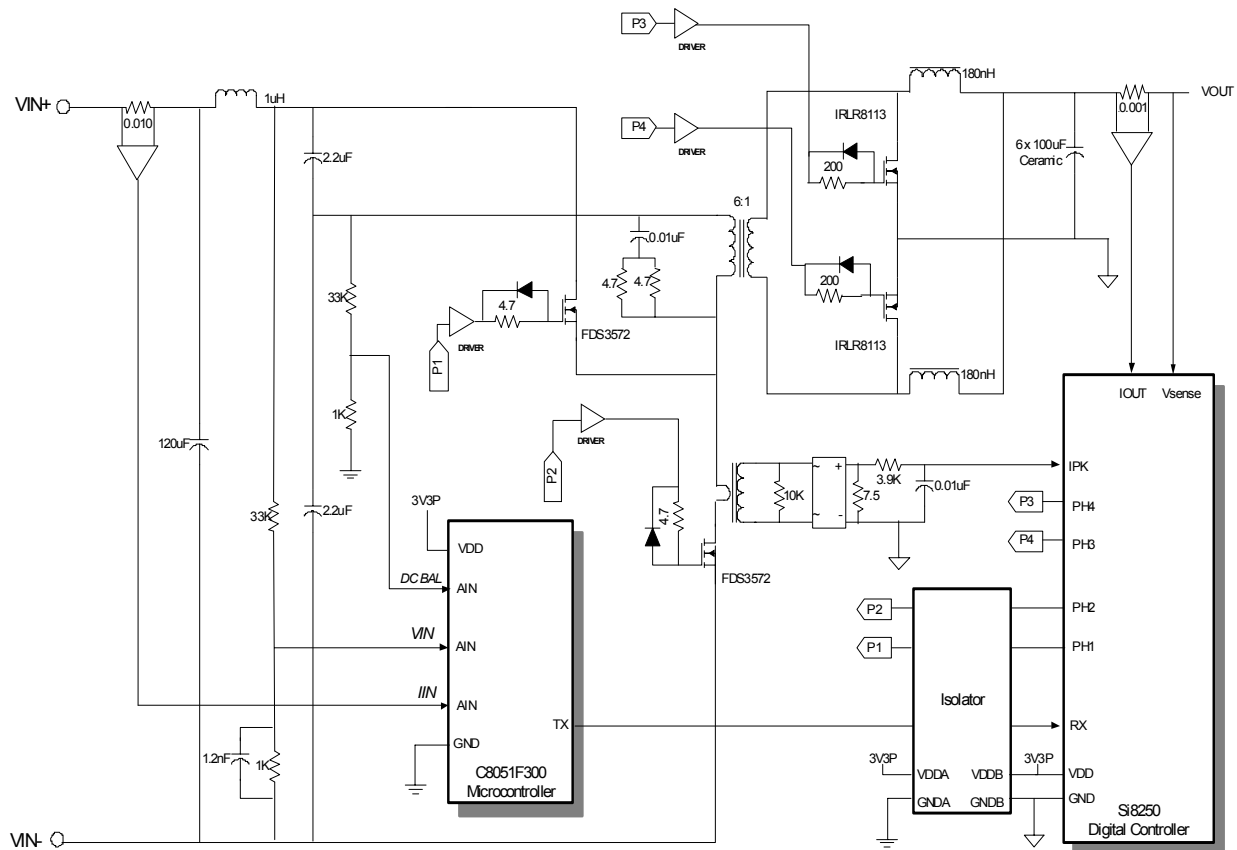 P3
DRIVER
180nH
VIN+
1uH
0.010
P4
DRIVER
IRLR8113
0.001
VOUT
2.2uF
200
6 x 100uF
Ceramic
6:1
0.01uF
33K
4.7
4.7
200
4.7
FDS3572
DRIVER
P1
IRLR8113
180nH
IOUT
Vsense
1K
120uF
DRIVER
P2
3.9K
IPK
0.01uF
10K
~
+
~
-
7.5
P3
PH4
33K
2.2uF
3V3P
4.7
P4
PH3
VDD
FDS3572
DC BAL
AIN
P2
PH2
VIN
AIN
P1
PH1
Isolator
IIN
AIN
TX
RX
GND
1.2nF
1K
C8051F300
Microcontroller
3V3P
VDDA
VDDB
3V3P
VDD
GNDA
GNDB
GND
Si8250
Digital Controller
VIN-